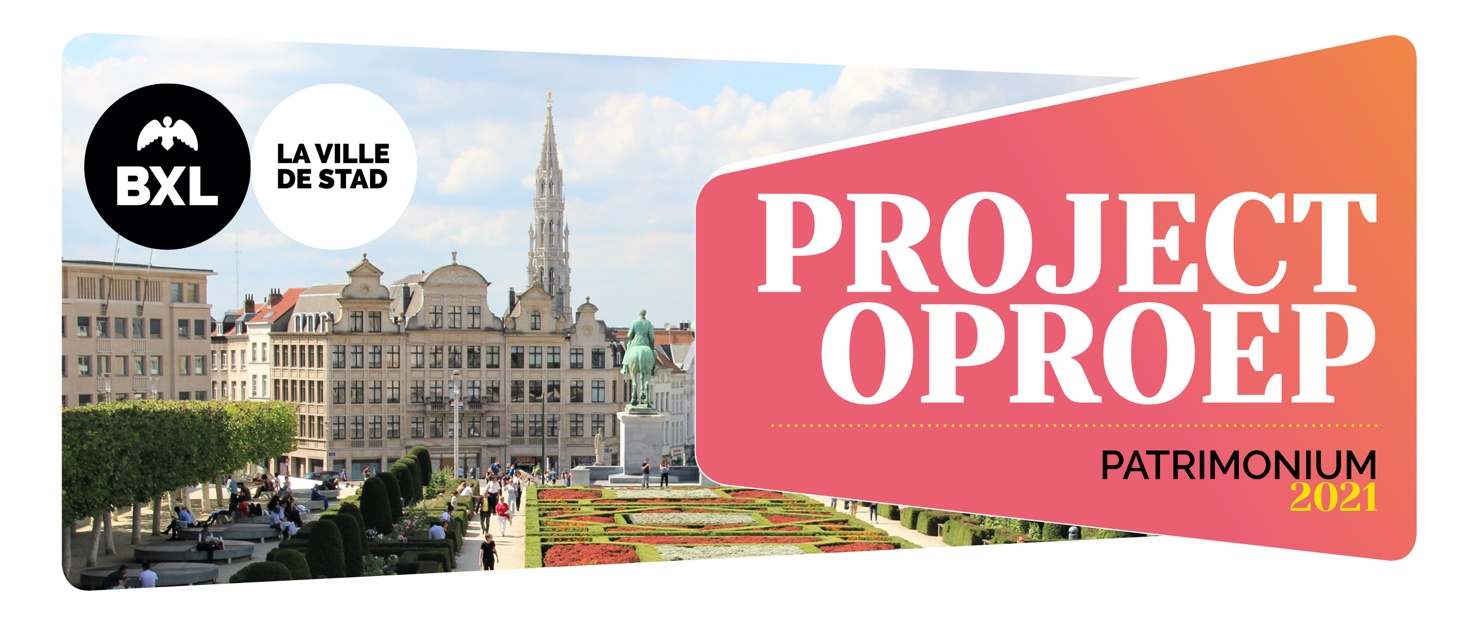 BXL
LA VILLE
DE STAD
PROJECT
OPROEP
PATRIMONIUM
2021